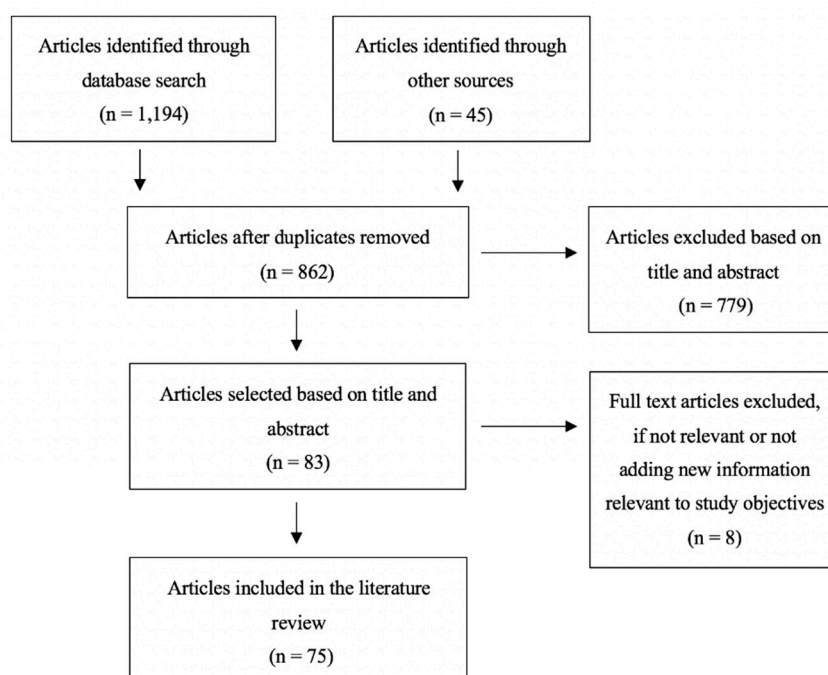 Articles identified through
database search
(n = 1,194)
Articles identified through
other sources
(n = 45)
Articles after duplicates removed
(n = 862)
Articles excluded based on
title and abstract
(n = 779)
Articles selected based on title and
abstract
(n = 83)
Full text articles excluded,
if not relevant or not
adding new information
relevant to study objectives
(n = 8)
Articles included in the literature
review
(n = 75)